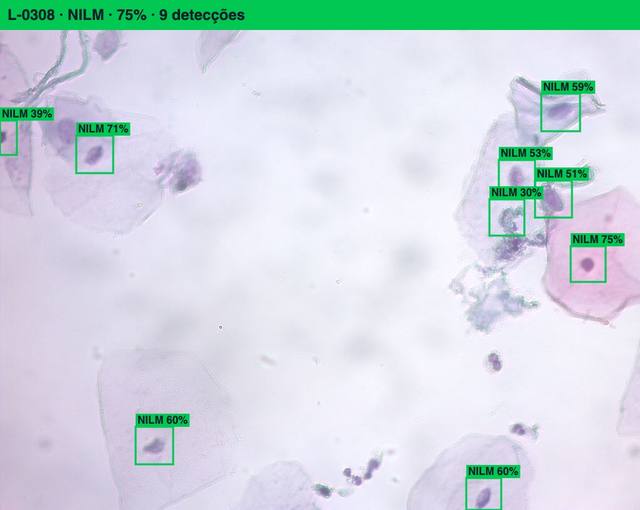 L-0308 · NILM · 75% · 9 detecções
NILM 59%
NILM 39%
NILM 71%
NILM 53%
NILM 51%
NILM 30%
NILM 75%
NILM 60%
NILM 60%